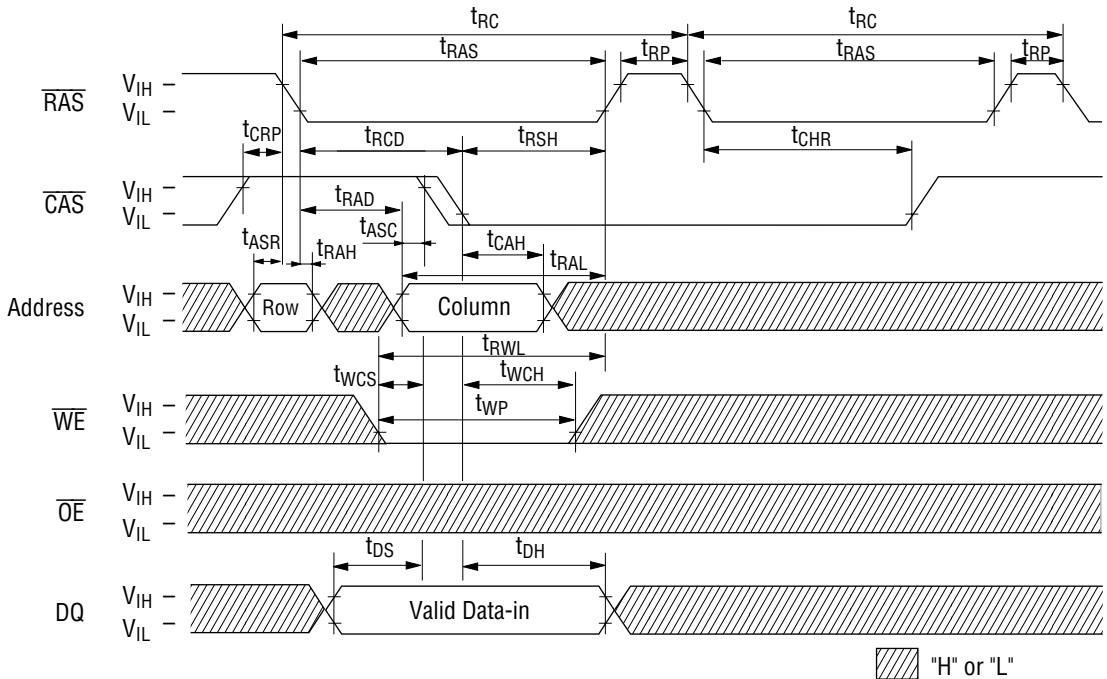 tRC tRC
tRAS tRP tRAS tRP
RAS VIH
VIL
tCRP tRCD tRSH tCHR
CAS VIH
VIL
tRAD
tASC
tASR tRAH tCAH
tRAL
Address VIH
VIL
Row Column
tRWL
tWCS tWCH
tWP
WE VIH
VIL
OE VIH
VIL
tDS tDH
DQ VIH
VIL
Valid Data-in
"H" or "L"